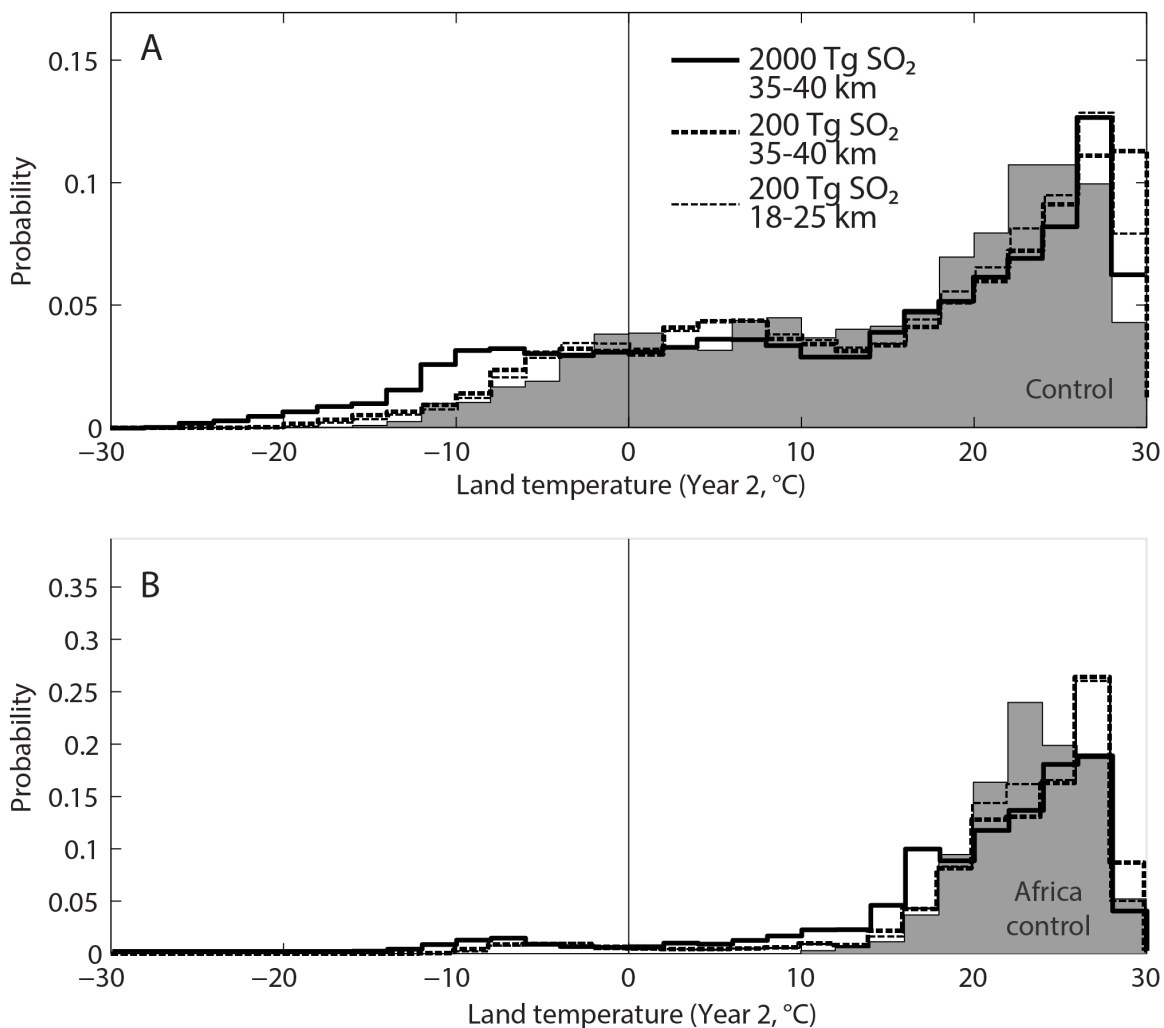 A
2000 Tg SO₂
35-40 km
200 Tg SO₂
35-40 km
200 Tg SO₂
18-25 km
Control
Probability
0.15
0.1
0.05
0
−30
−20
−10
0
10
20
30
Land temperature (Year 2, °C)
B
Africa
control
Probability
0.35
0.3
0.25
0.2
0.15
0.1
0.05
0
−30
−20
−10
0
10
20
30
Land temperature (Year 2, °C)